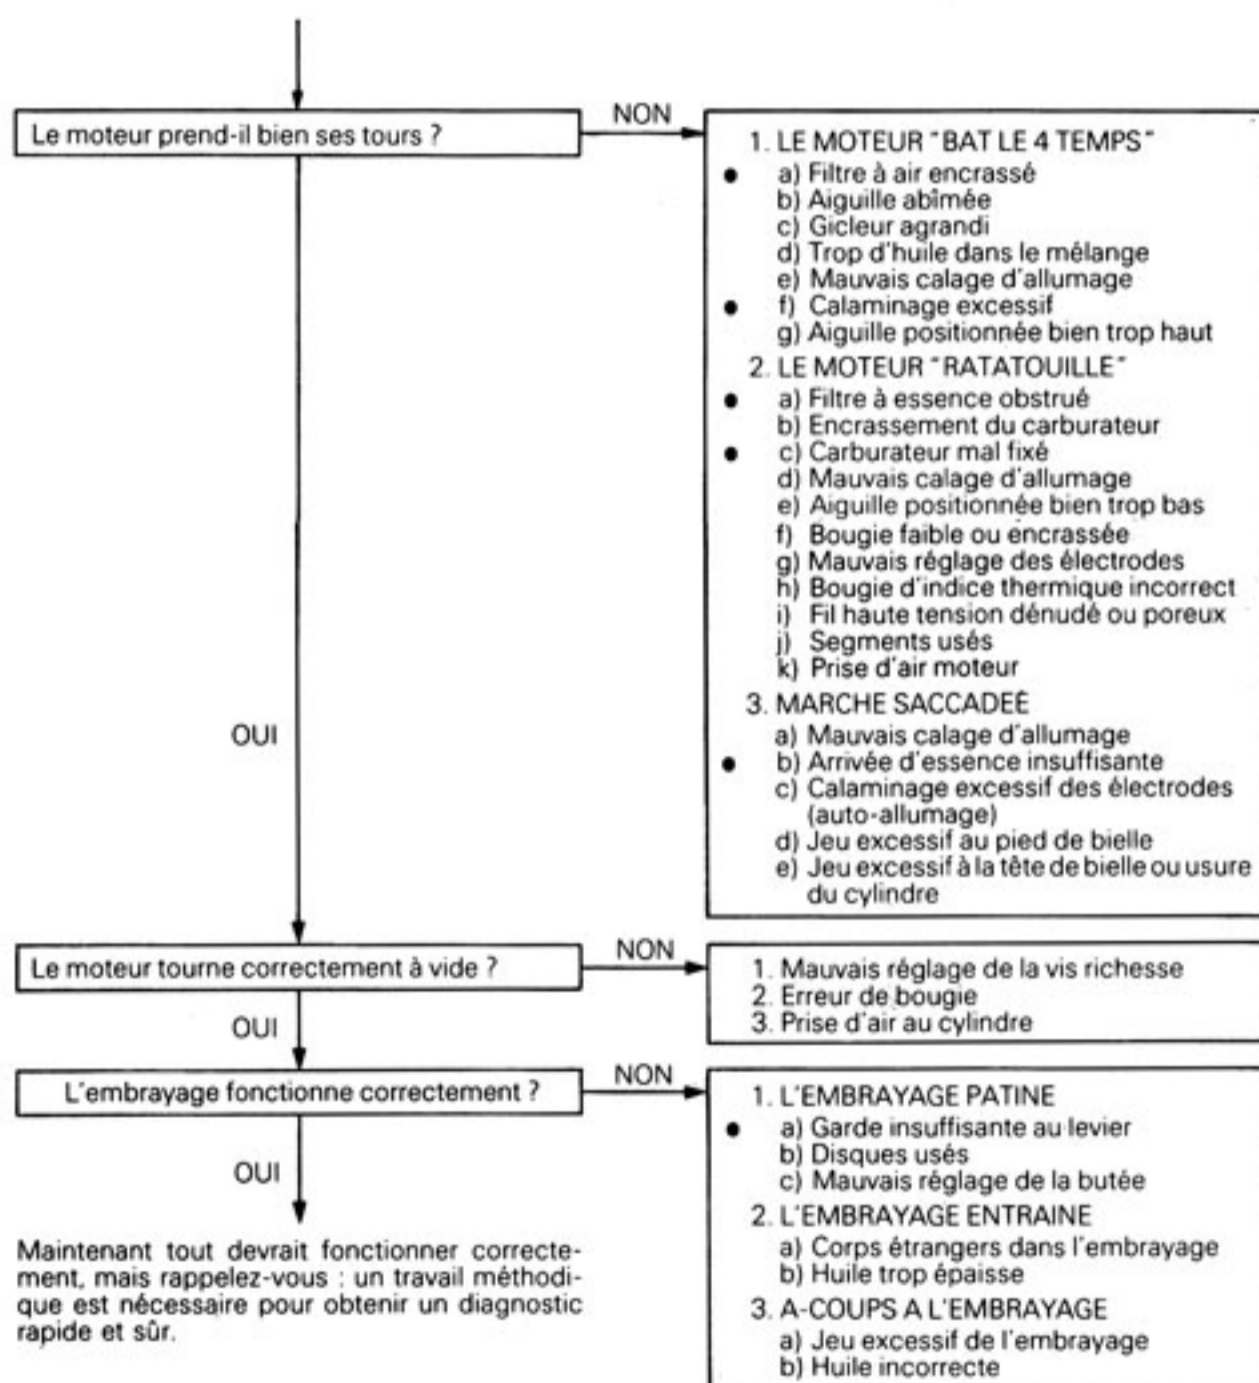 Le moteur prend-il bien ses tours ?
NON
1. LE MOTEUR "BAT LE 4 TEMPS"
● a) Filtre à air encrassé
b) Aiguille abîmée
c) Gicleur agrandi
d) Trop d'huile dans le mélange
e) Mauvais calage d'allumage
● f) Calaminage excessif
g) Aiguille positionnée bien trop haut
2. LE MOTEUR "RATATOUILLE"
● a) Filtre à essence obstrué
b) Encrassement du carburateur
● c) Carburateur mal fixé
d) Mauvais calage d'allumage
e) Aiguille positionnée bien trop bas
f) Bougie faible ou encrassée
g) Mauvais réglage des électrodes
h) Bougie d'indice thermique incorrect
i) Fil haute tension dénudé ou poreux
j) Segments usés
k) Prise d'air moteur
3. MARCHE SACCADEÉ
a) Mauvais calage d'allumage
● b) Arrivée d'essence insuffisante
c) Calaminage excessif des électrodes
(auto-allumage)
d) Jeu excessif au pied de bielle
e) Jeu excessif à la tête de bielle ou usure
du cylindre
OUI
Le moteur tourne correctement à vide ?
NON
1. Mauvais réglage de la vis richesse
2. Erreur de bougie
3. Prise d'air au cylindre
OUI
L'embrayage fonctionne correctement ?
NON
1. L'EMBRAYAGE PATINE
● a) Garde insuffisante au levier
b) Disques usés
c) Mauvais réglage de la butée
2. L'EMBRAYAGE ENTRAINE
a) Corps étrangers dans l'embrayage
b) Huile trop épaisse
3. A-COUPS A L'EMBRAYAGE
a) Jeu excessif de l'embrayage
b) Huile incorrecte
OUI
Maintenant tout devrait fonctionner correcte-
ment, mais rappelez-vous : un travail méthodi-
que est nécessaire pour obtenir un diagnostic
rapide et sûr.